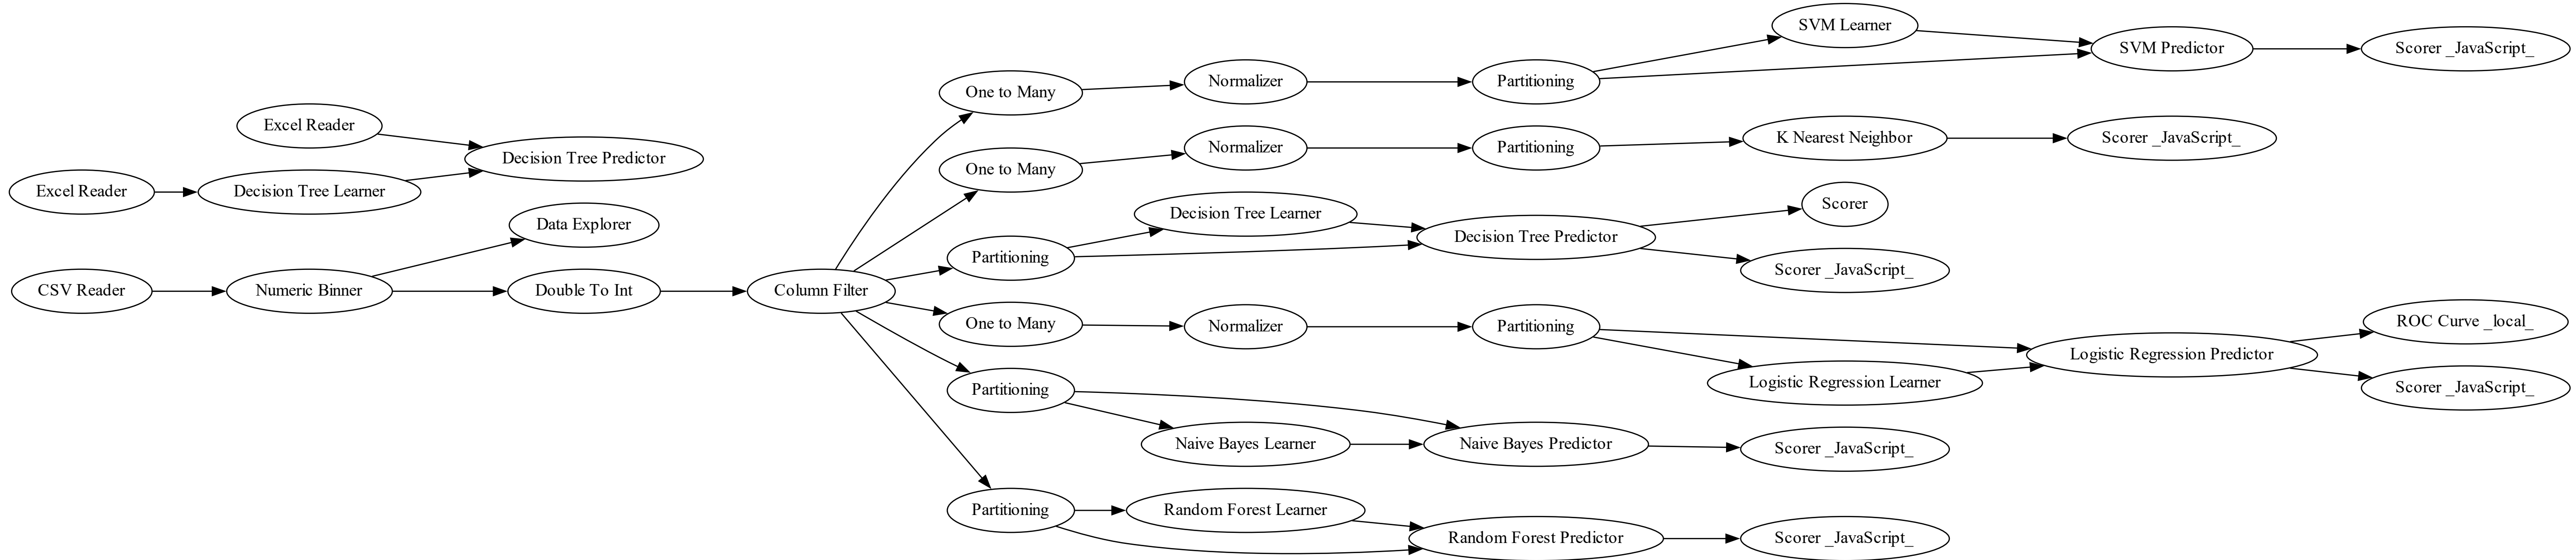 SVM Learner
SVM Predictor
Scorer _JavaScript_
One to Many
Normalizer
Partitioning
Excel Reader
Decision Tree Predictor
Excel Reader
Decision Tree Learner
One to Many
Normalizer
Partitioning
K Nearest Neighbor
Scorer _JavaScript_
Data Explorer
CSV Reader
Numeric Binner
Double To Int
Column Filter
Partitioning
Decision Tree Learner
Decision Tree Predictor
Scorer
Scorer _JavaScript_
One to Many
Normalizer
Partitioning
Logistic Regression Learner
Logistic Regression Predictor
ROC Curve _local_
Scorer _JavaScript_
Partitioning
Naive Bayes Learner
Naive Bayes Predictor
Scorer _JavaScript_
Partitioning
Random Forest Learner
Random Forest Predictor
Scorer _JavaScript_